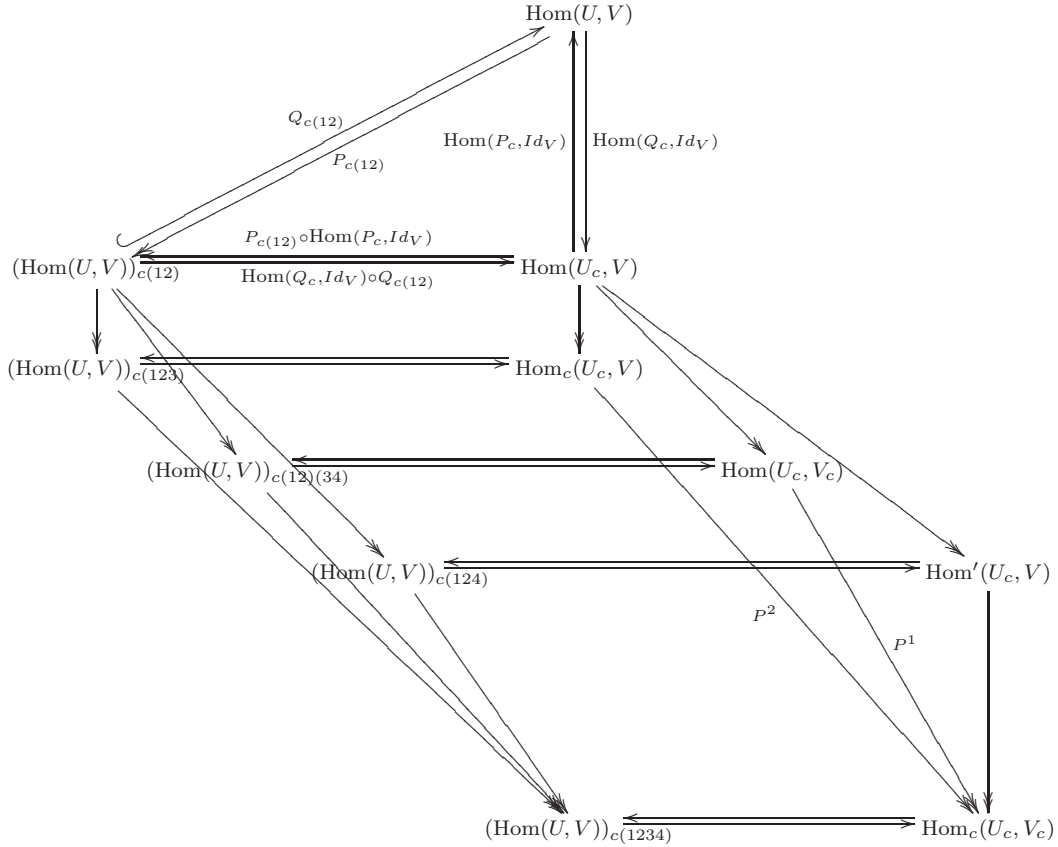 Hom(U, V)
Q_{c(12)}
Hom(P_c,Id_V) Hom(Q_c,Id_V)
P_{c(12)}
P_{c(12)}∘Hom(P_c,Id_V)
(Hom(U, V))_{c(12)} Hom(U_c, V)
Hom(Q_c,Id_V)∘Q_{c(12)}
(Hom(U, V))_{c(123)} Hom_c(U_c, V)
(Hom(U, V))_{c(12)(34)} Hom(U_c, V_c)
(Hom(U, V))_{c(124)} Hom′(U_c, V)
P^2
P^1
(Hom(U, V))_{c(1234)} Hom_c(U_c, V_c)